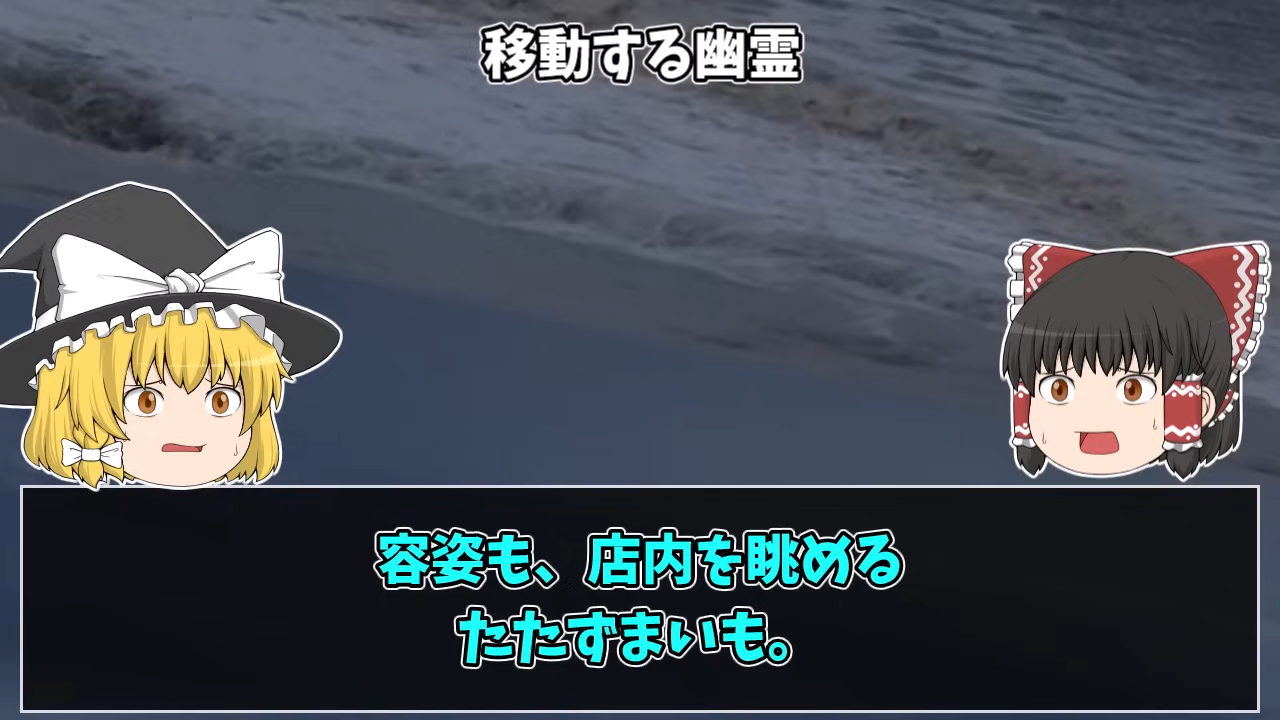 移動する幽霊
容姿も、店内を眺める
たたずまいも。